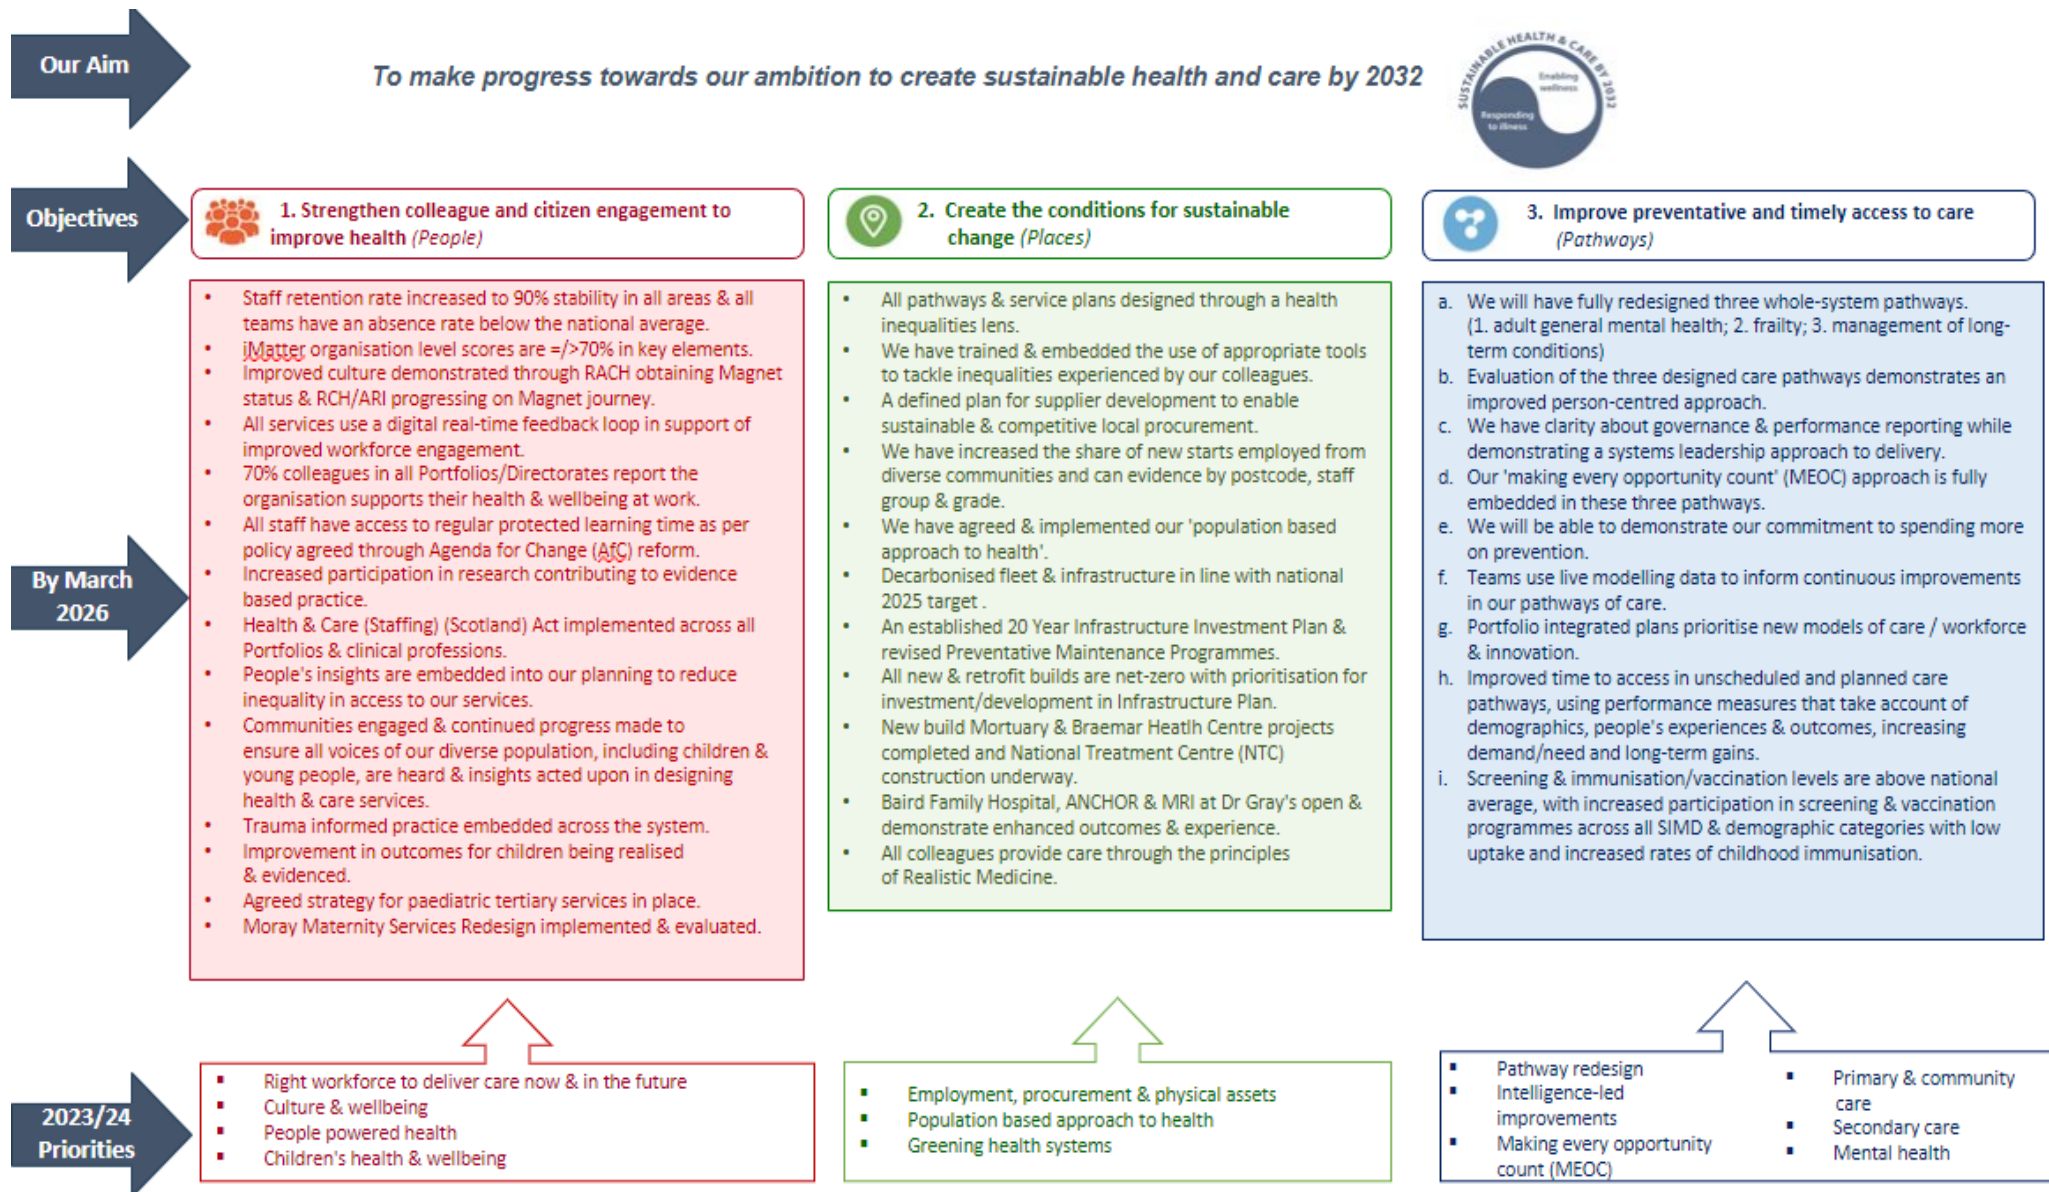 Our Aim
To make progress towards our ambition to create sustainable health and care by 2032
SUSTAINABLE HEALTH & CARE BY 2032
Enabling
wellness
Responding
to illness
Objectives
1. Strengthen colleague and citizen engagement to
improve health (People)
2. Create the conditions for sustainable
change (Places)
3. Improve preventative and timely access to care
(Pathways)
By March
2026
• Staff retention rate increased to 90% stability in all areas & all
teams have an absence rate below the national average.
• iMatter organisation level scores are =/>70% in key elements.
• Improved culture demonstrated through RACH obtaining Magnet
status & RCH/ARI progressing on Magnet journey.
• All services use a digital real-time feedback loop in support of
improved workforce engagement.
• 70% colleagues in all Portfolios/Directorates report the
organisation supports their health & wellbeing at work.
• All staff have access to regular protected learning time as per
policy agreed through Agenda for Change (AfC) reform.
• Increased participation in research contributing to evidence
based practice.
• Health & Care (Staffing) (Scotland) Act implemented across all
Portfolios & clinical professions.
• People's insights are embedded into our planning to reduce
inequality in access to our services.
• Communities engaged & continued progress made to
ensure all voices of our diverse population, including children &
young people, are heard & insights acted upon in designing
health & care services.
• Trauma informed practice embedded across the system.
• Improvement in outcomes for children being realised
& evidenced.
• Agreed strategy for paediatric tertiary services in place.
• Moray Maternity Services Redesign implemented & evaluated.
• All pathways & service plans designed through a health
inequalities lens.
• We have trained & embedded the use of appropriate tools
to tackle inequalities experienced by our colleagues.
• A defined plan for supplier development to enable
sustainable & competitive local procurement.
• We have increased the share of new starts employed from
diverse communities and can evidence by postcode, staff
group & grade.
• We have agreed & implemented our 'population based
approach to health'.
• Decarbonised fleet & infrastructure in line with national
2025 target .
• An established 20 Year Infrastructure Investment Plan &
revised Preventative Maintenance Programmes.
• All new & retrofit builds are net-zero with prioritisation for
investment/development in Infrastructure Plan.
• New build Mortuary & Braemar Heatlh Centre projects
completed and National Treatment Centre (NTC)
construction underway.
• Baird Family Hospital, ANCHOR & MRI at Dr Gray's open &
demonstrate enhanced outcomes & experience.
• All colleagues provide care through the principles
of Realistic Medicine.
a. We will have fully redesigned three whole-system pathways.
(1. adult general mental health; 2. frailty; 3. management of long-
term conditions)
b. Evaluation of the three designed care pathways demonstrates an
improved person-centred approach.
c. We have clarity about governance & performance reporting while
demonstrating a systems leadership approach to delivery.
d. Our 'making every opportunity count' (MEOC) approach is fully
embedded in these three pathways.
e. We will be able to demonstrate our commitment to spending more
on prevention.
f. Teams use live modelling data to inform continuous improvements
in our pathways of care.
g. Portfolio integrated plans prioritise new models of care / workforce
& innovation.
h. Improved time to access in unscheduled and planned care
pathways, using performance measures that take account of
demographics, people's experiences & outcomes, increasing
demand/need and long-term gains.
i. Screening & immunisation/vaccination levels are above national
average, with increased participation in screening & vaccination
programmes across all SIMD & demographic categories with low
uptake and increased rates of childhood immunisation.
2023/24
Priorities
▪ Right workforce to deliver care now & in the future
▪ Culture & wellbeing
▪ People powered health
▪ Children's health & wellbeing
▪ Employment, procurement & physical assets
▪ Population based approach to health
▪ Greening health systems
▪ Pathway redesign
▪ Intelligence-led
improvements
▪ Making every opportunity
count (MEOC)
▪ Primary & community
care
▪ Secondary care
▪ Mental health